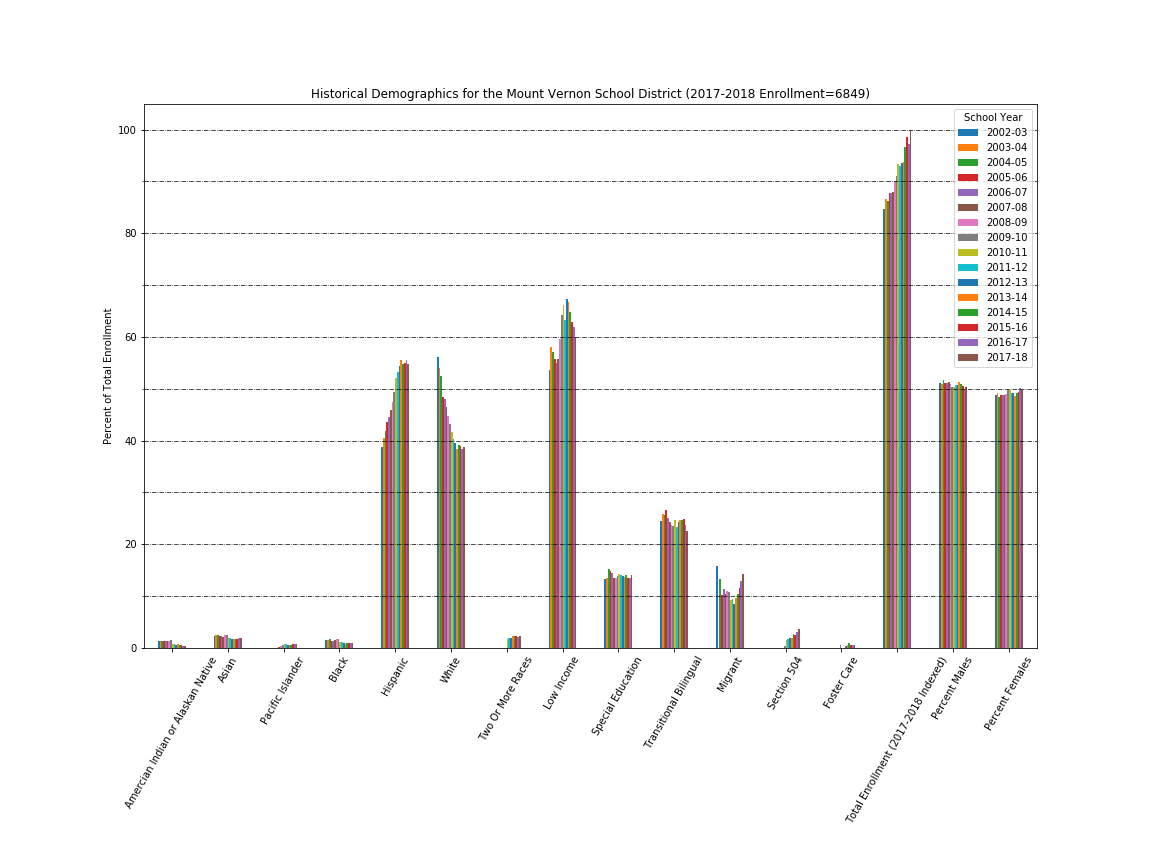 Historical Demographics for the Mount Vernon School District (2017-2018 Enrollment=6849)
Percent of Total Enrollment
100
80
60
40
20
0
School Year
2002-03
2003-04
2004-05
2005-06
2006-07
2007-08
2008-09
2009-10
2010-11
2011-12
2012-13
2013-14
2014-15
2015-16
2016-17
2017-18
Amercian Indian or Alaskan Native
Asian
Pacific Islander
Black
Hispanic
White
Two Or More Races
Low Income
Special Education
Transitional Bilingual
Migrant
Section 504
Foster Care
Total Enrollment (2017-2018 Indexed)
Percent Males
Percent Females